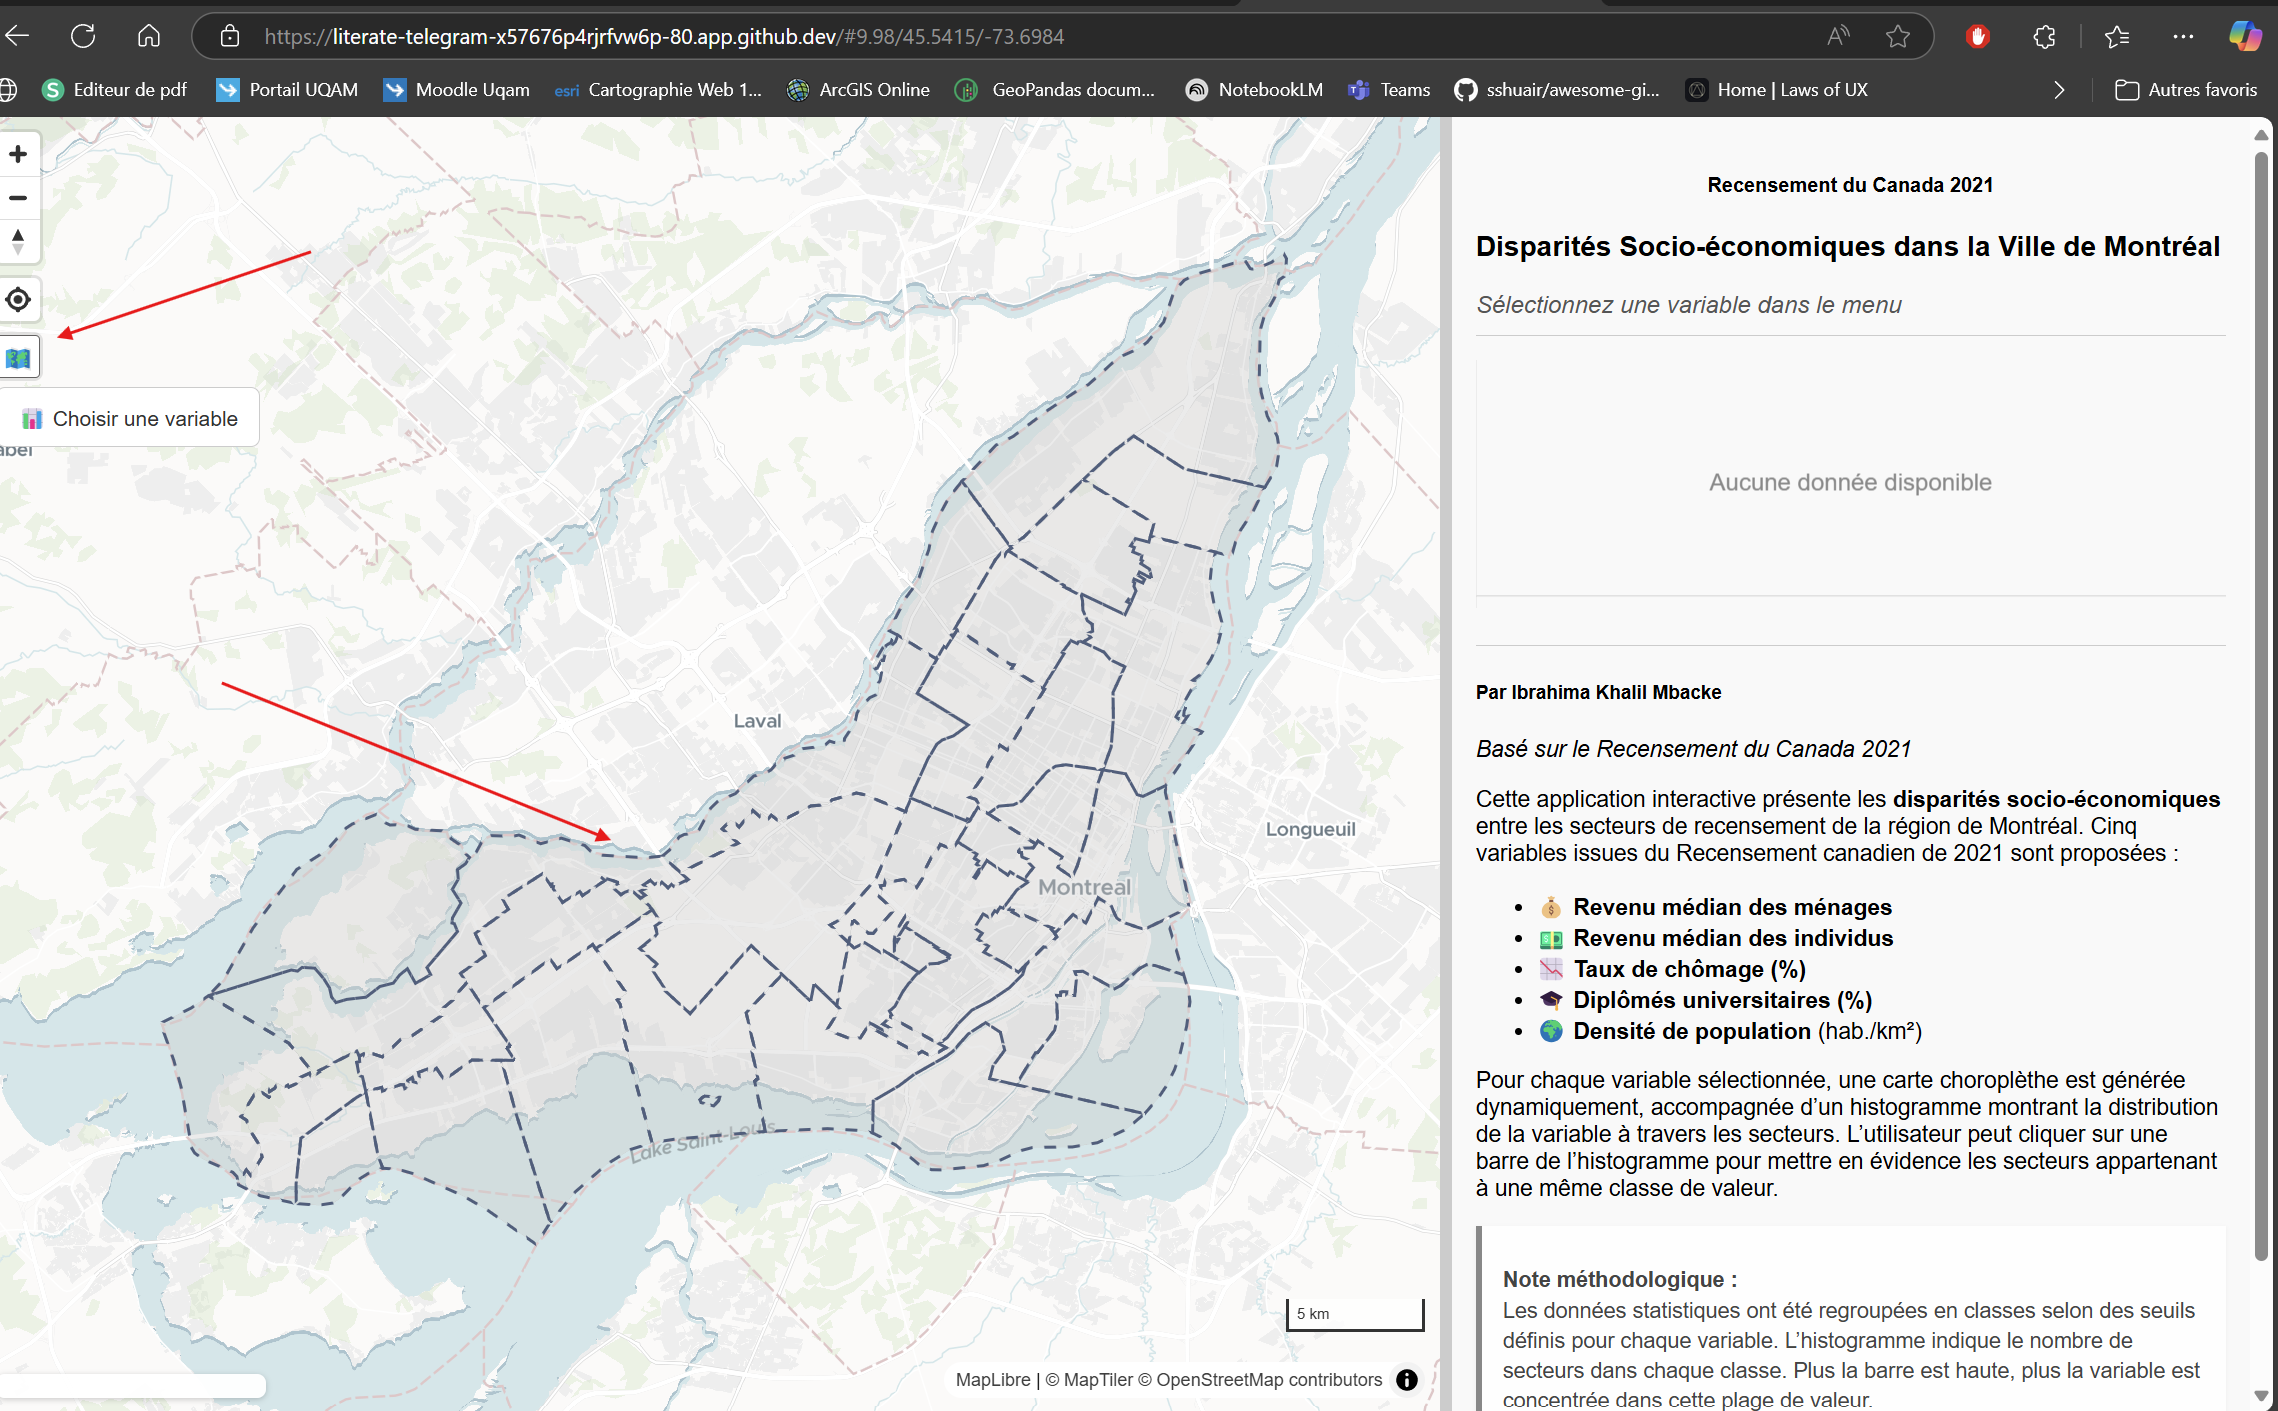 https://literate-telegram-x57676p4rjrfvw6p-80.app.github.dev/#9.98/45.5415/-73.6984
Editeur de pdf
Portail UQAM
Moodle Uqam
esri Cartographie Web 1...
ArcGIS Online
GeoPandas docum...
NotebookLM
Teams
sshuair/awesome-gi...
Home | Laws of UX
Autres favoris
Choisir une variable
abel
Laval
Longueuil
Montreal
Lake Saint-Louis
5 km
MapLibre | © MapTiler © OpenStreetMap contributors
Recensement du Canada 2021
Disparités Socio-économiques dans la Ville de Montréal
Sélectionnez une variable dans le menu
Aucune donnée disponible
Par Ibrahima Khalil Mbacke
Basé sur le Recensement du Canada 2021
Cette application interactive présente les disparités socio-économiques
entre les secteurs de recensement de la région de Montréal. Cinq
variables issues du Recensement canadien de 2021 sont proposées :
• Revenu médian des ménages
• Revenu médian des individus
• Taux de chômage (%)
• Diplômés universitaires (%)
• Densité de population (hab./km²)
Pour chaque variable sélectionnée, une carte choroplèthe est générée
dynamiquement, accompagnée d’un histogramme montrant la distribution
de la variable à travers les secteurs. L’utilisateur peut cliquer sur une
barre de l’histogramme pour mettre en évidence les secteurs appartenant
à une même classe de valeur.
Note méthodologique :
Les données statistiques ont été regroupées en classes selon des seuils
définis pour chaque variable. L’histogramme indique le nombre de
secteurs dans chaque classe. Plus la barre est haute, plus la variable est
concentrée dans cette plage de valeur.